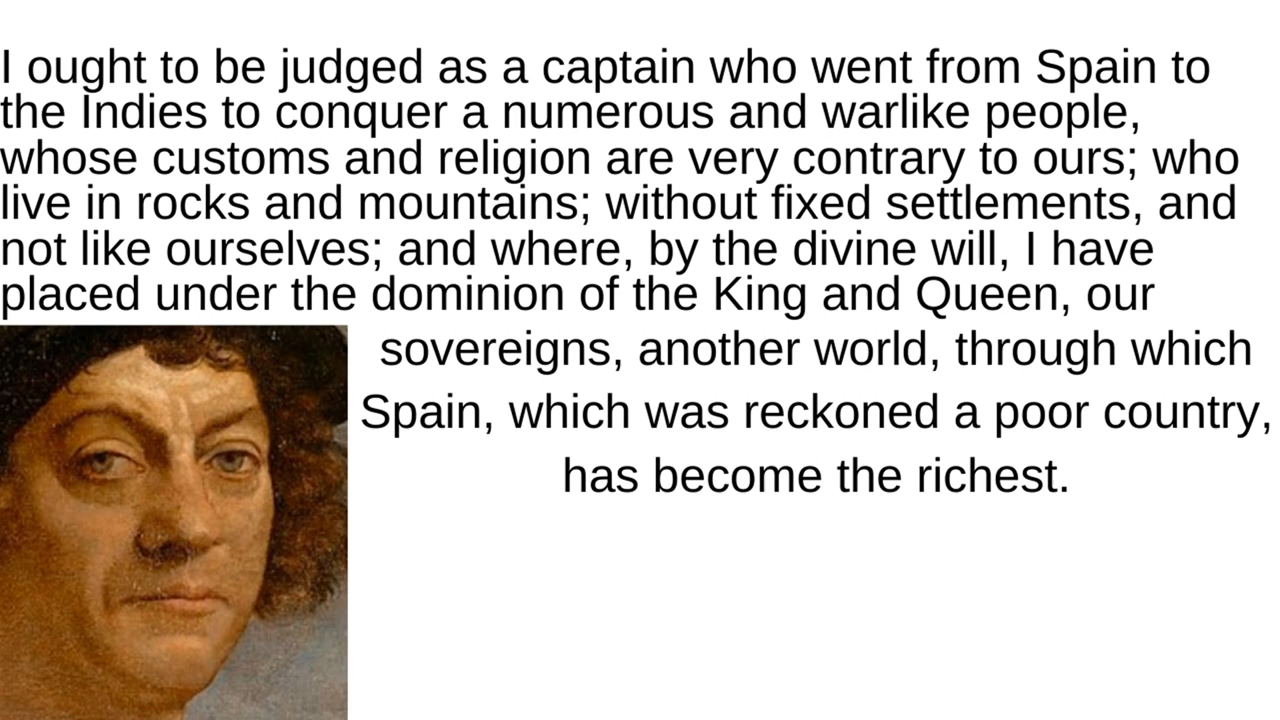 I ought to be judged as a captain who went from Spain to
the Indies to conquer a numerous and warlike people,
whose customs and religion are very contrary to ours; who
live in rocks and mountains; without fixed settlements, and
not like ourselves; and where, by the divine will, I have
placed under the dominion of the King and Queen, our
sovereigns, another world, through which
Spain, which was reckoned a poor country,
has become the richest.